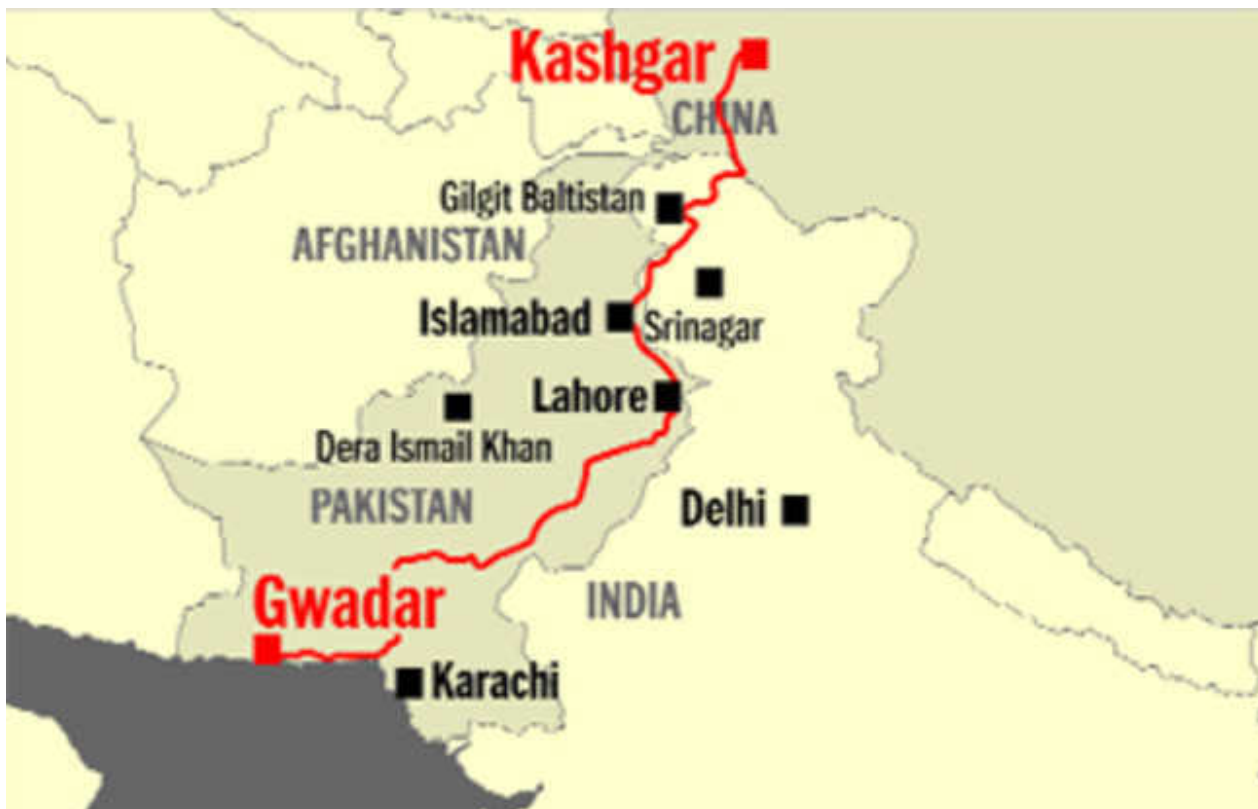 Kashgar
CHINA
Gilgit Baltistan
AFGHANISTAN
Islamabad
Srinagar
Lahore
Dera Ismail Khan
PAKISTAN
Delhi
Gwadar
INDIA
Karachi